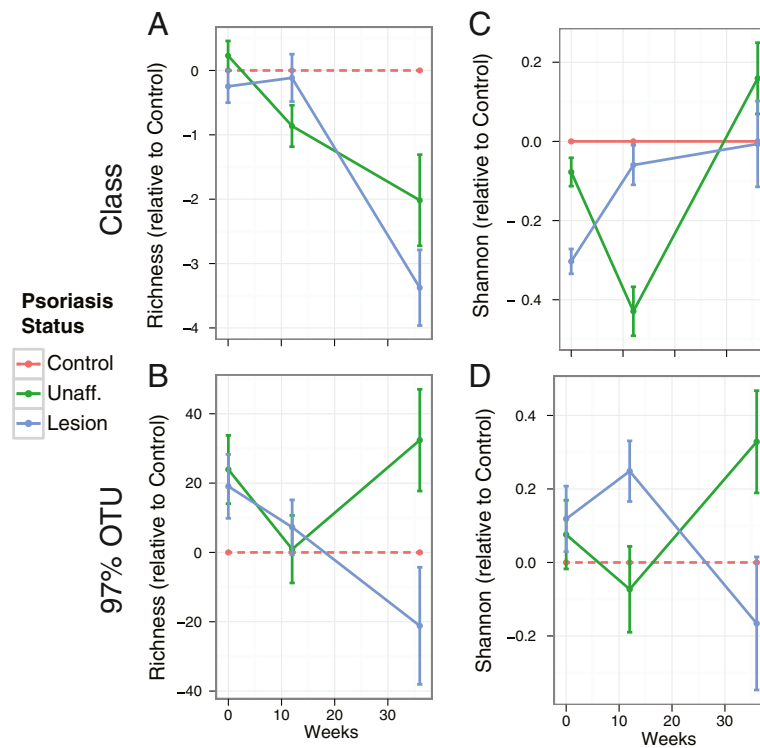 A
C
Class
Richness (relative to Control)
0
−1
−2
−3
−4
Shannon (relative to Control)
0.2
0.0
− 0.2
− 0.4
Psoriasis
Status
Control
Unaff.
Lesion
B
D
97% OTU
Richness (relative to Control)
40
20
0
−20
−40
0 10 20 30
Weeks
Shannon (relative to Control)
0.4
0.2
0.0
−0.2
0 10 20 30
Weeks